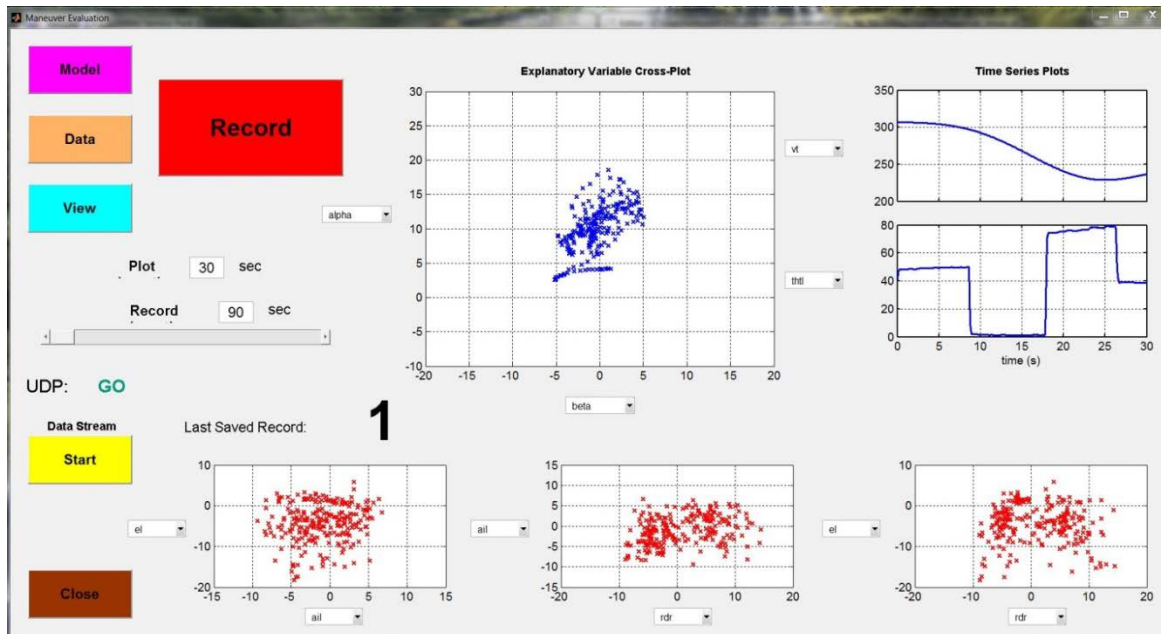 Maneuver Evaluation
Model
Data
View
Record
alpha
Plot 30 sec
Record 90 sec
UDP: GO
Data Stream
Start
Close
Last Saved Record: 1
Explanatory Variable Cross-Plot
30
25
20
15
10
5
0
-5
-10
-20 -15 -10 -5 0 5 10 15 20
beta
Time Series Plots
vt
350
300
250
200
thtl
80
60
40
20
0
0 5 10 15 20 25 30
time (s)
el
10
0
-10
-20
-15 -10 -5 0 5 10 15
ail
ail
15
10
5
0
-5
-10
-15
-20 -10 0 10 20
rdr
el
10
0
-10
-20
-20 -10 0 10 20
rdr